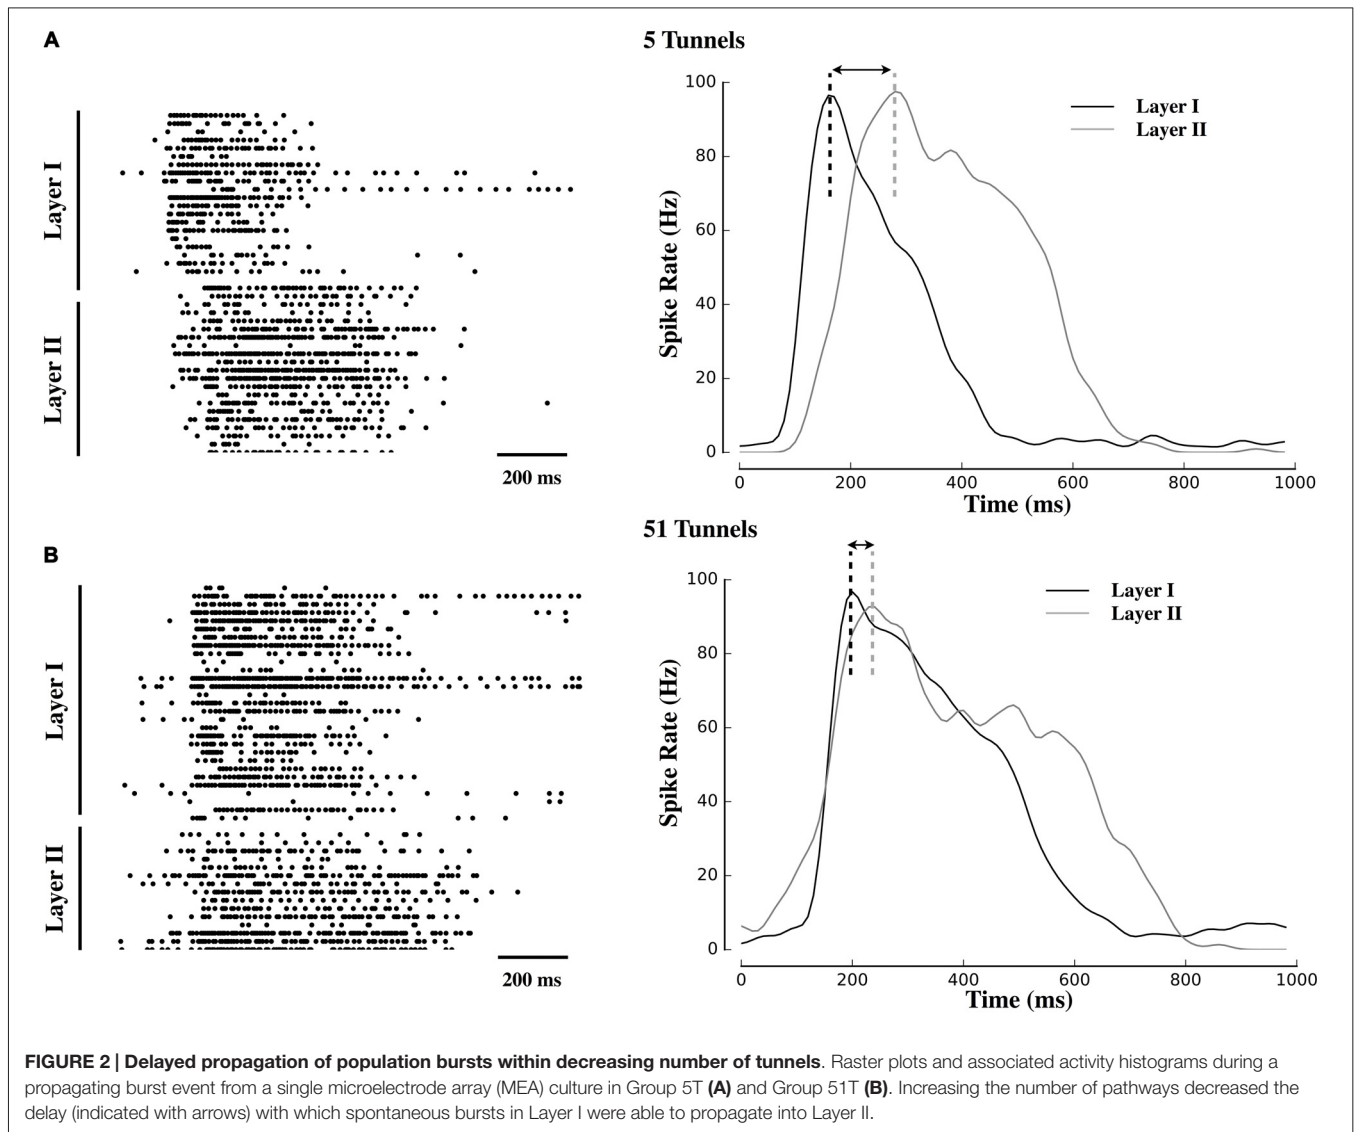 A
5 Tunnels
Layer I
Layer II
200 ms
100
80
60
40
20
0
Spike Rate (Hz)
Layer I
Layer II
0 200 400 600 800 1000
Time (ms)
B
51 Tunnels
Layer I
Layer II
200 ms
100
80
60
40
20
0
Spike Rate (Hz)
Layer I
Layer II
0 200 400 600 800 1000
Time (ms)
FIGURE 2 | Delayed propagation of population bursts within decreasing number of tunnels. Raster plots and associated activity histograms during a
propagating burst event from a single microelectrode array (MEA) culture in Group 5T (A) and Group 51T (B). Increasing the number of pathways decreased the
delay (indicated with arrows) with which spontaneous bursts in Layer I were able to propagate into Layer II.